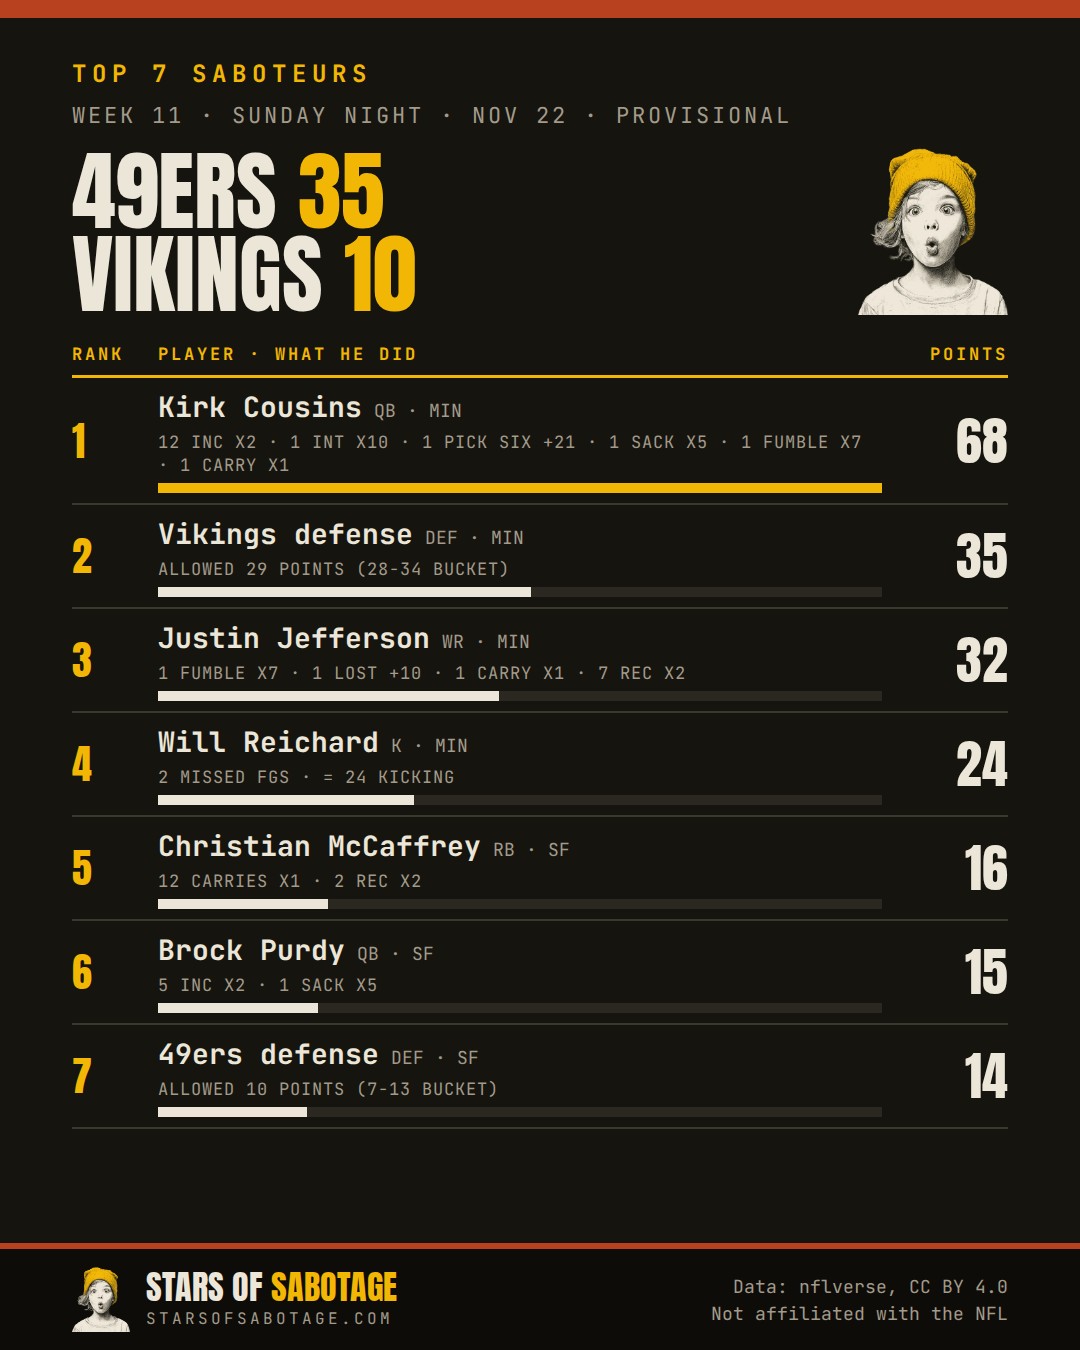 TOP 7 SABOTEURS
WEEK 11 · SUNDAY NIGHT · NOV 22 · PROVISIONAL
49ERS 35
VIKINGS 10
RANK PLAYER · WHAT HE DID POINTS
1 Kirk Cousins QB · MIN 68
12 INC X2 · 1 INT X10 · 1 PICK SIX +21 · 1 SACK X5 · 1 FUMBLE X7
· 1 CARRY X1
2 Vikings defense DEF · MIN 35
ALLOWED 29 POINTS (28-34 BUCKET)
3 Justin Jefferson WR · MIN 32
1 FUMBLE X7 · 1 LOST +10 · 1 CARRY X1 · 7 REC X2
4 Will Reichard K · MIN 24
2 MISSED FGS · = 24 KICKING
5 Christian McCaffrey RB · SF 16
12 CARRIES X1 · 2 REC X2
6 Brock Purdy QB · SF 15
5 INC X2 · 1 SACK X5
7 49ers defense DEF · SF 14
ALLOWED 10 POINTS (7-13 BUCKET)
STARS OF SABOTAGE
STARSOFSABOTAGE.COM
Data: nflverse, CC BY 4.0
Not affiliated with the NFL